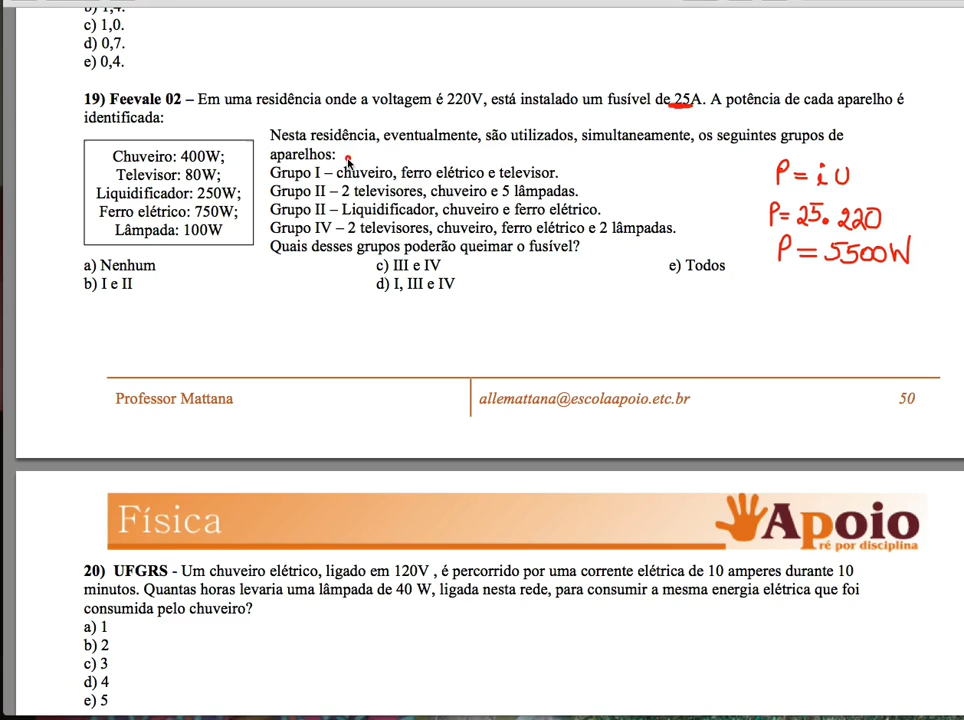 b) 1,4.
c) 1,0.
d) 0,7.
e) 0,4.
19) Feevale 02 – Em uma residência onde a voltagem é 220V, está instalado um fusível de 25A. A potência de cada aparelho é
identificada:
Chuveiro: 400W;
Televisor: 80W;
Liquidificador: 250W;
Ferro elétrico: 750W;
Lâmpada: 100W
Nesta residência, eventualmente, são utilizados, simultaneamente, os seguintes grupos de
aparelhos:
Grupo I – chuveiro, ferro elétrico e televisor.
Grupo II – 2 televisores, chuveiro e 5 lâmpadas.
Grupo II – Liquidificador, chuveiro e ferro elétrico.
Grupo IV – 2 televisores, chuveiro, ferro elétrico e 2 lâmpadas.
Quais desses grupos poderão queimar o fusível?
P = i U
P = 25. 220
P = 5500W
a) Nenhum c) III e IV e) Todos
b) I e II d) I, III e IV
Professor Mattana allemattana@escolaapoio.etc.br 50
Física Apoio
ré por disciplina
20) UFGRS - Um chuveiro elétrico, ligado em 120V , é percorrido por uma corrente elétrica de 10 amperes durante 10
minutos. Quantas horas levaria uma lâmpada de 40 W, ligada nesta rede, para consumir a mesma energia elétrica que foi
consumida pelo chuveiro?
a) 1
b) 2
c) 3
d) 4
e) 5